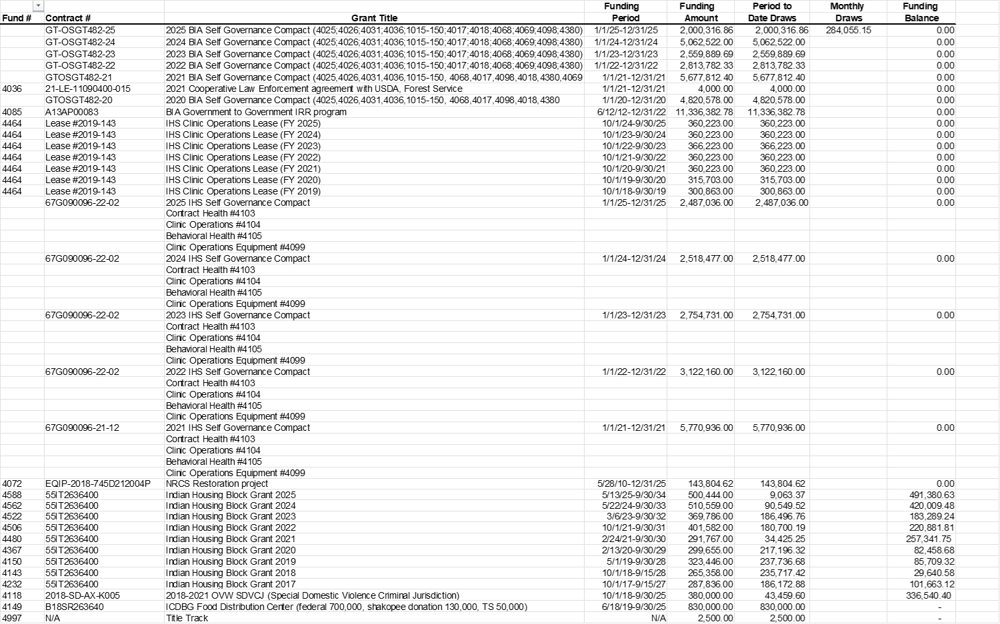 Funding Funding Period to Monthly Funding
Fund # Contract # Grant Title Period Amount Date Draws Draws Balance
GT-OSGT482-25 2025 BIA Self Governance Compact (4025;4026;4031;4036;1015-150;4017;4018;4068;4069;4098;4380) 1/1/25-12/31/25 2,000,316.86 2,000,316.86 284,055.15 0.00
GT-OSGT482-24 2024 BIA Self Governance Compact (4025;4026;4031;4036;1015-150;4017;4018;4068;4069;4098;4380) 1/1/24-12/31/24 5,062,522.00 5,062,522.00 0.00
GT-OSGT482-23 2023 BIA Self Governance Compact (4025;4026;4031;4036;1015-150;4017;4018;4068;4069;4098;4380) 1/1/23-12/31/23 2,559,889.69 2,559,889.69 0.00
GT-OSGT482-22 2022 BIA Self Governance Compact (4025;4026;4031;4036;1015-150;4017;4018;4068;4069;4098;4380) 1/1/22-12/31/22 2,813,782.33 2,813,782.33 0.00
GTOSGT482-21 2021 BIA Self Governance Compact (4025,4026,4031,4036,1015-150, 4068,4017,4098,4018,4380,4069 1/1/21-12/31/21 5,677,812.40 5,677,812.40 0.00
4036 21-LE-11090400-015 2021 Cooperative Law Enforcement agreement with USDA, Forest Service 1/1/21-12/31/21 4,000.00 4,000.00 0.00
GTOSGT482-20 2020 BIA Self Governance Compact (4025,4026,4031,4036,1015-150, 4068,4017,4098,4018,4380 1/1/20-12/31/20 4,820,578.00 4,820,578.00 0.00
4085 A13AP00083 BIA Government to Government IRR program 6/12/12-12/31/22 11,336,382.78 11,336,382.78 0.00
4464 Lease #2019-143 IHS Clinic Operations Lease (FY 2025) 10/1/24-9/30/25 360,223.00 360,223.00 0.00
4464 Lease #2019-143 IHS Clinic Operations Lease (FY 2024) 10/1/23-9/30/24 360,223.00 360,223.00 0.00
4464 Lease #2019-143 IHS Clinic Operations Lease (FY 2023) 10/1/22-9/30/23 366,223.00 366,223.00 0.00
4464 Lease #2019-143 IHS Clinic Operations Lease (FY 2022) 10/1/21-9/30/22 360,223.00 360,223.00 0.00
4464 Lease #2019-143 IHS Clinic Operations Lease (FY 2021) 10/1/20-9/30/21 360,223.00 360,223.00 0.00
4464 Lease #2019-143 IHS Clinic Operations Lease (FY 2020) 10/1/19-9/30/20 315,703.00 315,703.00 0.00
4464 Lease #2019-143 IHS Clinic Operations Lease (FY 2019) 10/1/18-9/30/19 300,863.00 300,863.00 0.00
67G090096-22-02 2025 IHS Self Governance Compact 1/1/25-12/31/25 2,487,036.00 2,487,036.00 0.00
Contract Health #4103
Clinic Operations #4104
Behavioral Health #4105
Clinic Operations Equipment #4099
67G090096-22-02 2024 IHS Self Governance Compact 1/1/24-12/31/24 2,518,477.00 2,518,477.00 0.00
Contract Health #4103
Clinic Operations #4104
Behavioral Health #4105
Clinic Operations Equipment #4099
67G090096-22-02 2023 IHS Self Governance Compact 1/1/23-12/31/23 2,754,731.00 2,754,731.00 0.00
Contract Health #4103
Clinic Operations #4104
Behavioral Health #4105
Clinic Operations Equipment #4099
67G090096-22-02 2022 IHS Self Governance Compact 1/1/22-12/31/22 3,122,160.00 3,122,160.00 0.00
Contract Health #4103
Clinic Operations #4104
Behavioral Health #4105
Clinic Operations Equipment #4099
67G090096-21-12 2021 IHS Self Governance Compact 1/1/21-12/31/21 5,770,936.00 5,770,936.00 0.00
Contract Health #4103
Clinic Operations #4104
Behavioral Health #4105
Clinic Operations Equipment #4099
4072 EQIP-2018-745D212004P NRCS Restoration project 5/28/10-12/31/25 143,804.62 143,804.62 0.00
4588 55IT2636400 Indian Housing Block Grant 2025 5/13/25-9/30/34 500,444.00 9,063.37 491,380.63
4562 55IT2636400 Indian Housing Block Grant 2024 5/22/24-9/30/33 510,559.00 90,549.52 420,009.48
4522 55IT2636400 Indian Housing Block Grant 2023 3/6/23-9/30/32 369,786.00 186,496.76 183,289.24
4506 55IT2636400 Indian Housing Block Grant 2022 10/1/21-9/30/31 401,582.00 180,700.19 220,881.81
4480 55IT2636400 Indian Housing Block Grant 2021 2/24/21-9/30/30 291,767.00 34,425.25 257,341.75
4367 55IT2636400 Indian Housing Block Grant 2020 2/13/20-9/30/29 299,655.00 217,196.32 82,458.68
4150 55IT2636400 Indian Housing Block Grant 2019 5/1/19-9/30/28 323,446.00 237,736.68 85,709.32
4143 55IT2636400 Indian Housing Block Grant 2018 10/1/18-9/15/28 265,358.00 235,717.42 29,640.58
4232 55IT2636400 Indian Housing Block Grant 2017 10/1/17-9/15/27 287,836.00 186,172.88 101,663.12
4118 2018-SD-AX-K005 2018-2021 OVW SDVCJ (Special Domestic Violence Criminal Jurisdiction) 10/1/18-9/30/25 380,000.00 43,459.60 336,540.40
4149 B18SR263640 ICDBG Food Distribution Center (federal 700,000, shakopee donation 130,000, TS 50,000) 6/18/19-9/30/25 830,000.00 830,000.00 -
4997 N/A Title Track N/A 2,500.00 2,500.00 -